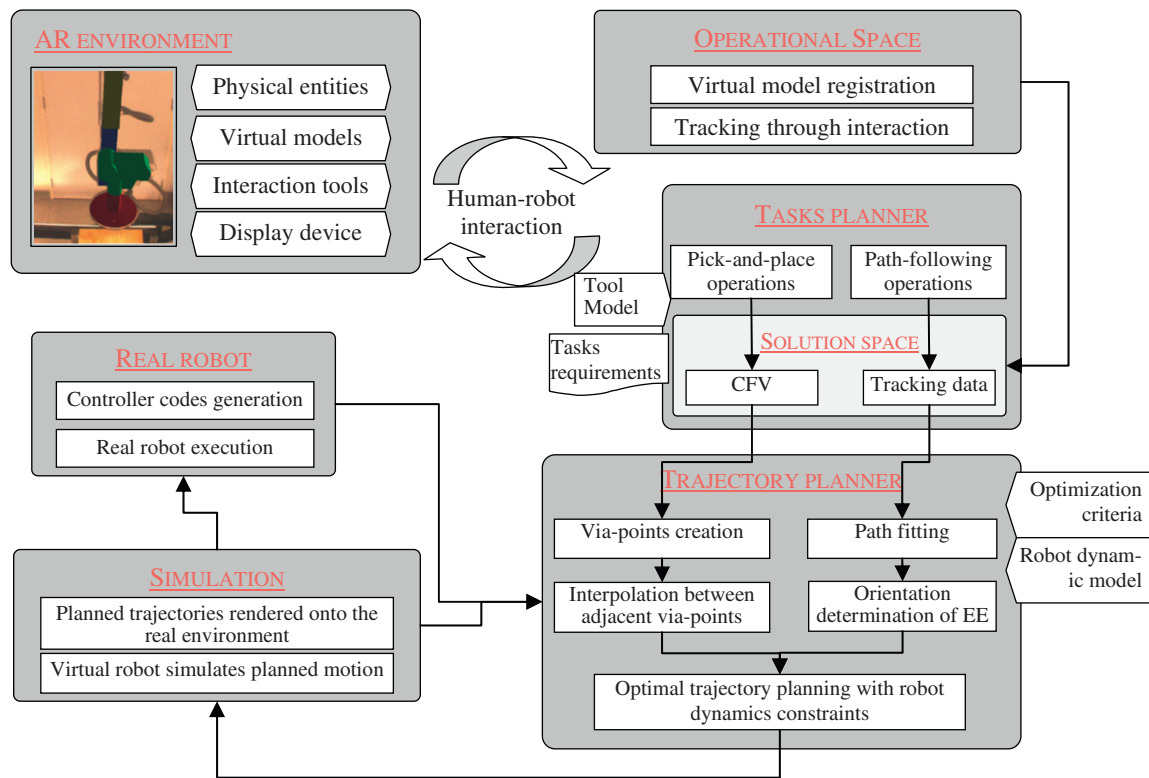 AR ENVIRONMENT
Physical entities
Virtual models
Interaction tools
Display device
Human-robot
interaction
OPERATIONAL SPACE
Virtual model registration
Tracking through interaction
TASKS PLANNER
Pick-and-place
operations
Path-following
operations
Tool
Model
Tasks
requirements
SOLUTION SPACE
CFV
Tracking data
REAL ROBOT
Controller codes generation
Real robot execution
TRAJECTORY PLANNER
Via-points creation
Path fitting
Interpolation between
adjacent via-points
Orientation
determination of EE
Optimal trajectory planning with robot
dynamics constraints
Optimization
criteria
Robot dynam-
ic model
SIMULATION
Planned trajectories rendered onto the
real environment
Virtual robot simulates planned motion